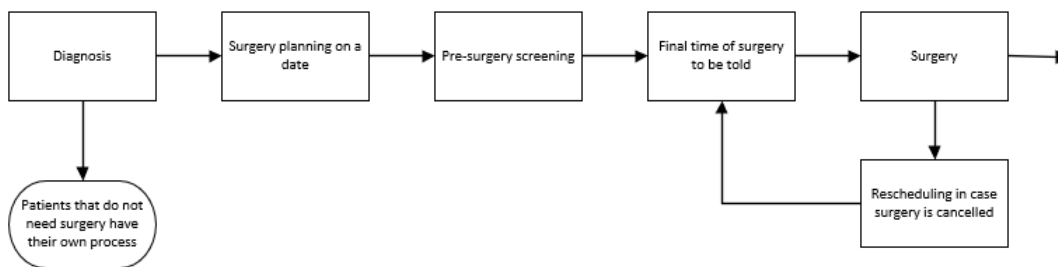 Diagnosis
Surgery planning on a
date
Pre-surgery screening
Final time of surgery
to be told
Surgery
Patients that do not
need surgery have
their own process
Rescheduling in case
surgery is cancelled